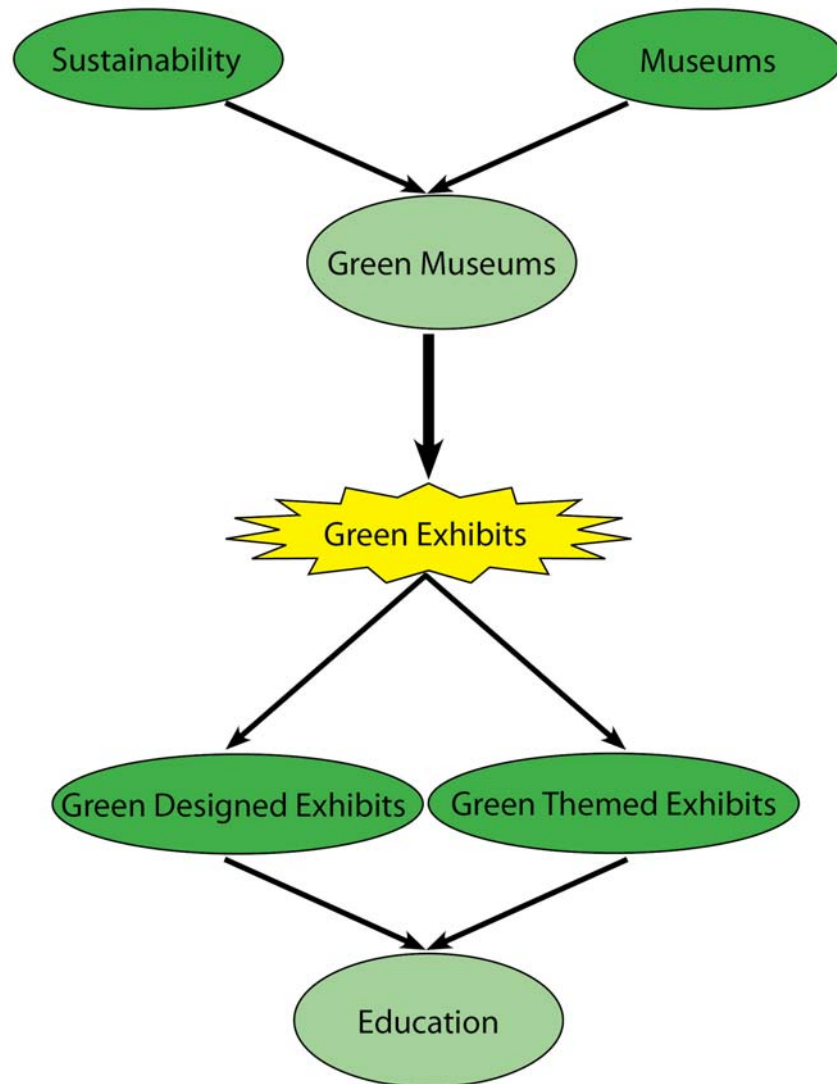 Sustainability
Museums
Green Museums
Green Exhibits
Green Designed Exhibits
Green Themed Exhibits
Education